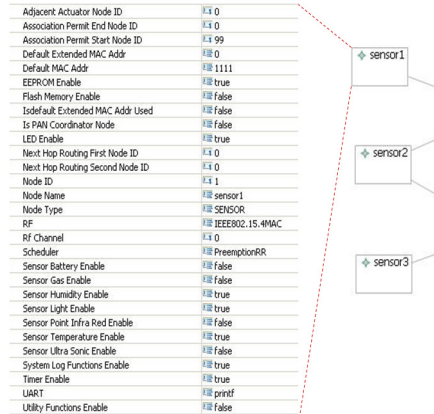 Adjacent Actuator Node ID 0
Association Permit End Node ID 0
Association Permit Start Node ID 99
Default Extended MAC Addr 0
Default MAC Addr 1111
EEPROM Enable true
Flash Memory Enable false
Isdefault Extended MAC Addr Used false
Is PAN Coordinator Node false
LED Enable true
Next Hop Routing First Node ID 0
Next Hop Routing Second Node ID 0
Node ID 1
Node Name sensor1
Node Type SENSOR
RF IEEE802.15.4MAC
Rf Channel 0
Scheduler PreemptionRR
Sensor Battery Enable false
Sensor Gas Enable false
Sensor Humidity Enable true
Sensor Light Enable true
Sensor Point Infra Red Enable false
Sensor Temperature Enable true
Sensor Ultra Sonic Enable false
System Log Functions Enable true
Timer Enable true
UART printf
Utility Functions Enable false
sensor1
sensor2
sensor3